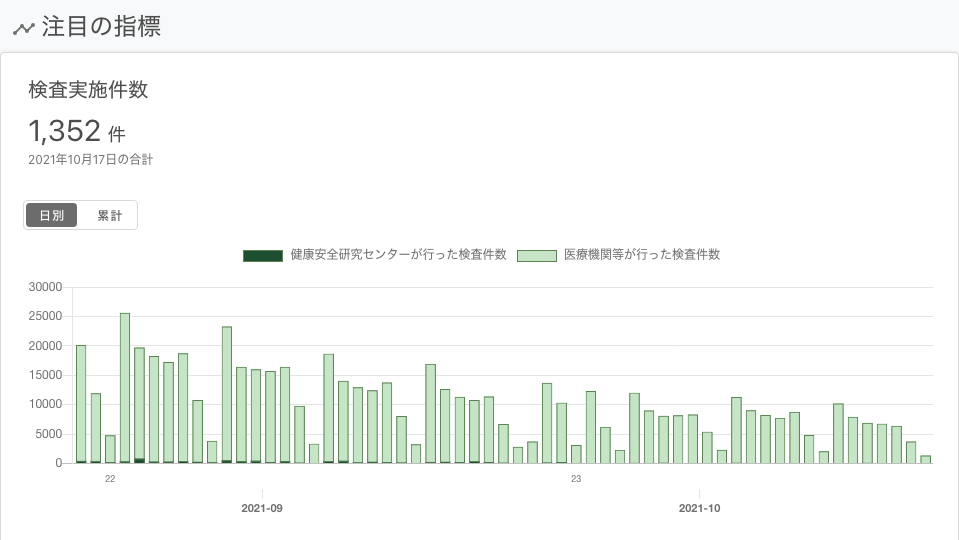 注目の指標
検査実施件数
1,352 件
2021年10月17日の合計
日別 累計
健康安全研究センターが行った検査件数 医療機関等が行った検査件数
30000
25000
20000
15000
10000
5000
0
22 23
2021-09 2021-10